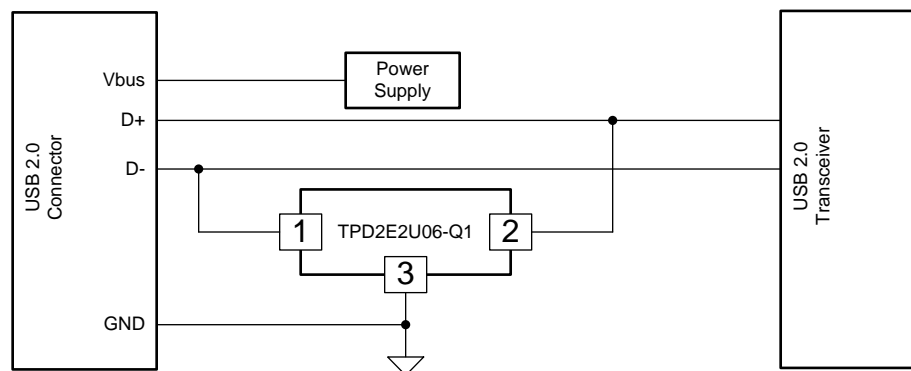 USB 2.0
Connector
Vbus
D+
D-
GND
Power
Supply
1
TPD2E2U06-Q1
2
3
USB 2.0
Transceiver